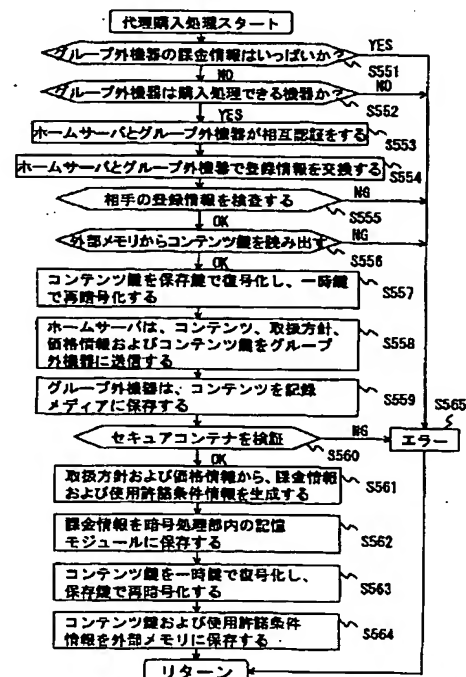 代理購入処理スタート
グループ外機器の課金情報はいっぱいか?
YES
S551
NO
グループ外機器は購入処理できる機器か?
NO
S552
YES
ホームサーバとグループ外機器が相互認証をする
S553
ホームサーバとグループ外機器で登録情報を交換する
S554
相手の登録情報を検査する
NG
S555
OK
外部メモリからコンテンツ鍵を読み出す
NG
S556
OK
コンテンツ鍵を保存鍵で復号化し、一時鍵
で再暗号化する
S557
ホームサーバは、コンテンツ、取扱方針、
価格情報およびコンテンツ鍵をグループ
外機器に送信する
S558
グループ外機器は、コンテンツを記録
メディアに保存する
S559
セキュアコンテナを検証
NG
S560
エラー
S565
OK
取扱方針および価格情報から、課金情報
および使用許諾条件情報を生成する
S561
課金情報を暗号処理部内の記憶
モジュールに保存する
S562
コンテンツ鍵を一時鍵で復号化し、
保存鍵で再暗号化する
S563
コンテンツ鍵および使用許諾条件
情報を外部メモリに保存する
S564
リターン